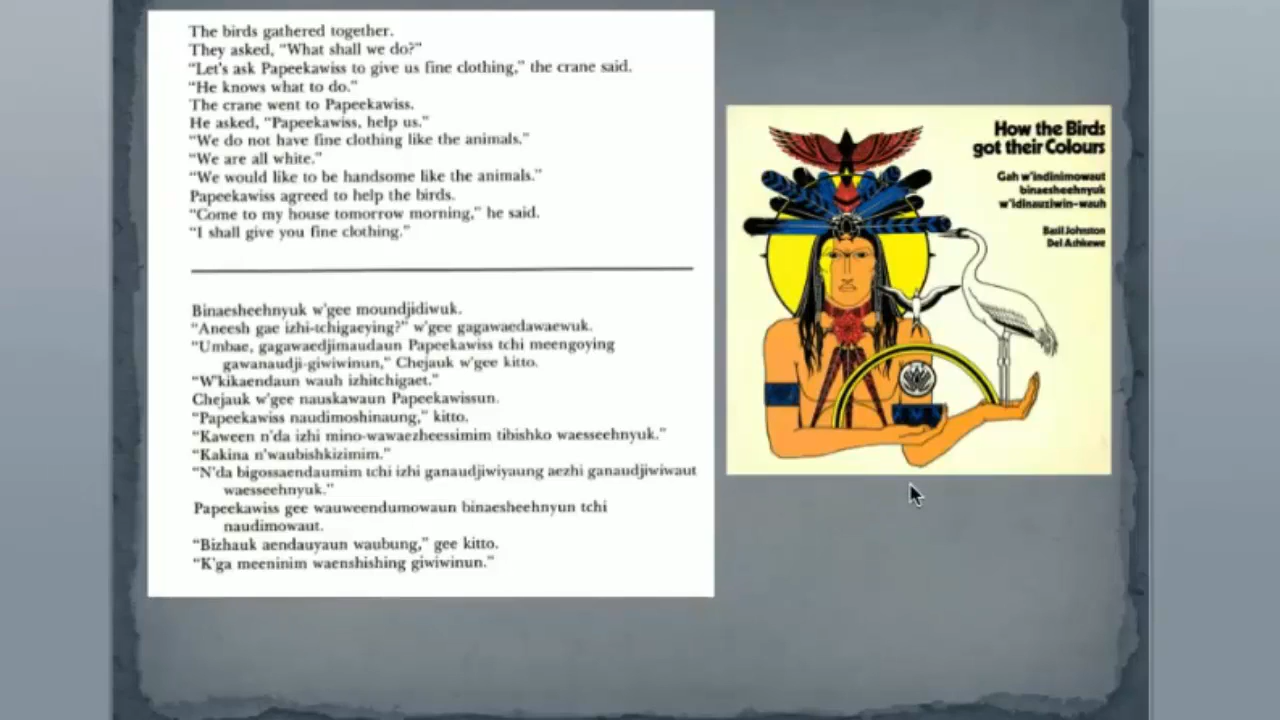 The birds gathered together.
They asked, "What shall we do?"
"Let's ask Papeekawiss to give us fine clothing," the crane said.
"He knows what to do."
The crane went to Papeekawiss.
He asked, "Papeekawiss, help us."
"We do not have fine clothing like the animals."
"We are all white."
"We would like to be handsome like the animals."
Papeekawiss agreed to help the birds.
"Come to my house tomorrow morning," he said.
"I shall give you fine clothing."
Binaesheehnyuk w'gee moundjidiwuk.
"Aneesh gae izhi-tchigaeying?" w'gee gagawaedawaewuk.
"Umbae, gagawaedjimaudaun Papeekawiss tchi meengoying
gawanaudji-giwiwinun," Chejauk w'gee kitto.
"W'kikaendaun wauh izhitchigaet."
Chejauk w'gee nauskawaun Papeekawissun.
"Papeekawiss naudimoshinaung," kitto.
"Kaween n'da izhi mino-wawaezheessimim tibishko waesseehnyuk."
"Kakina n'waubishkizimim."
"N'da bigossaendaumim tchi izhi ganaudjiwiyaung aezhi ganaudjiwiwaut
waesseehnyuk."
Papeekawiss gee wauweendumowaun binaesheehnyun tchi
naudimowaut.
"Bizhauk aendauyaun waubung," gee kitto.
"K'ga meeninim waenshishing giwiwinun."
How the Birds
got their Colours
Gah w'indinimowaut
binaesheehnyuk
w'idinauziwin-wauh
Basil Johnston
Del Ashkewe